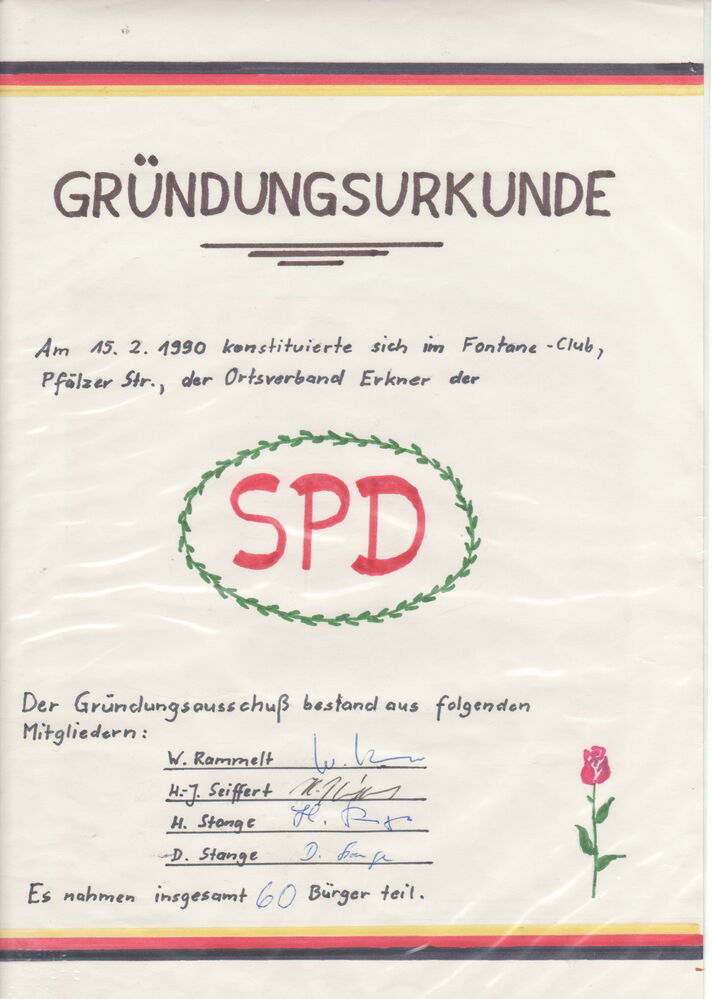 GRÜNDUNGSURKUNDE
Am 15. 2. 1990 konstituierte sich im Fontane-Club,
Pfälzer Str., der Ortsverband Erkner der
SPD
Der Gründungsausschuß bestand aus folgenden
Mitgliedern:
W. Rammelt
H.-J. Seiffert
H. Stange
D. Stange D. Stange
Es nahmen insgesamt 60 Bürger teil.